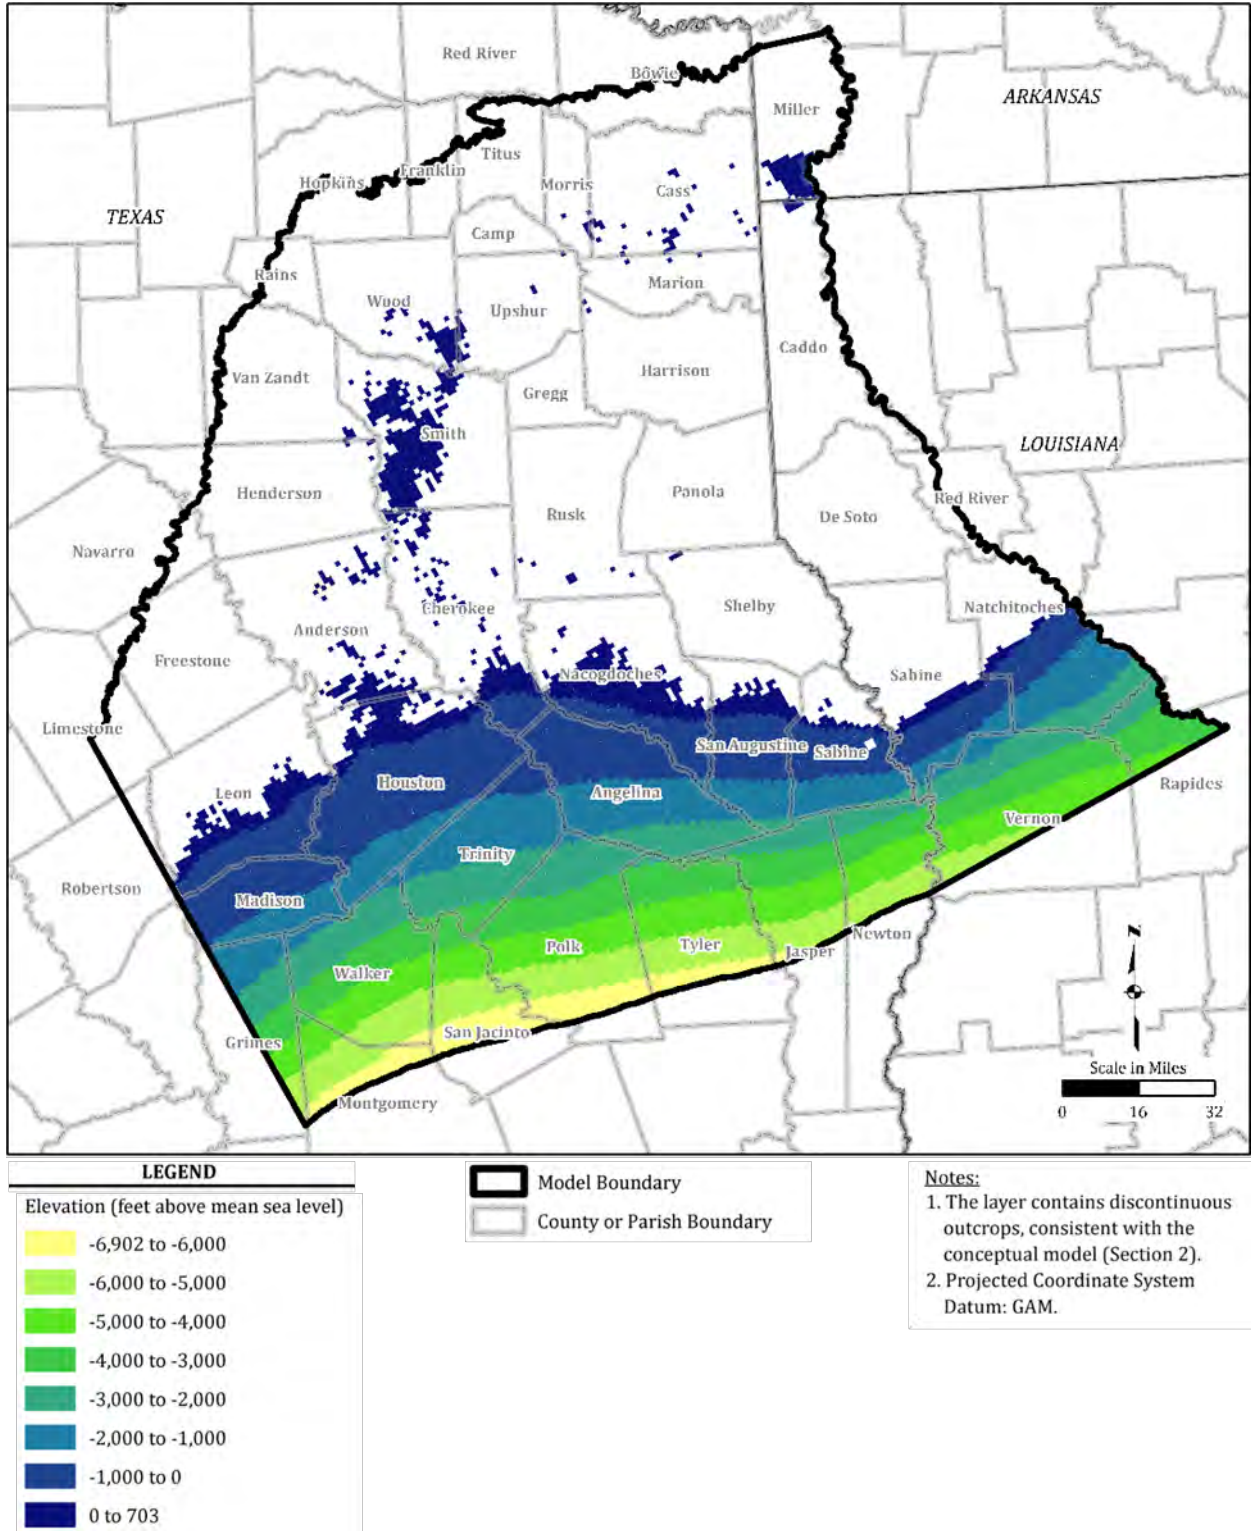 Red River
Bowie
ARKANSAS
Miller
Titus
Franklin
Hopkins
Morris
Cass
TEXAS
Camp
Rains
Marion
Wood
Upshur
Caddo
Van Zandt
Harrison
Gregg
Smith
LOUISIANA
Henderson
Panola
Red River
Rusk
De Soto
Navarro
Shelby
Natchitoches
Cherokee
Anderson
Freestone
Nacogdoches
Sabine
Limestone
San Augustine
Sabine
Houston
Leon
Angelina
Rapides
Vernon
Trinity
Robertson
Madison
Newton
Polk
Tyler
Jasper
Walker
San Jacinto
Grimes
Montgomery
N
Scale in Miles
0 16 32
LEGEND
Elevation (feet above mean sea level)
-6,902 to -6,000
-6,000 to -5,000
-5,000 to -4,000
-4,000 to -3,000
-3,000 to -2,000
-2,000 to -1,000
-1,000 to 0
0 to 703
Model Boundary
County or Parish Boundary
Notes:
1. The layer contains discontinuous
outcrops, consistent with the
conceptual model (Section 2).
2. Projected Coordinate System
Datum: GAM.